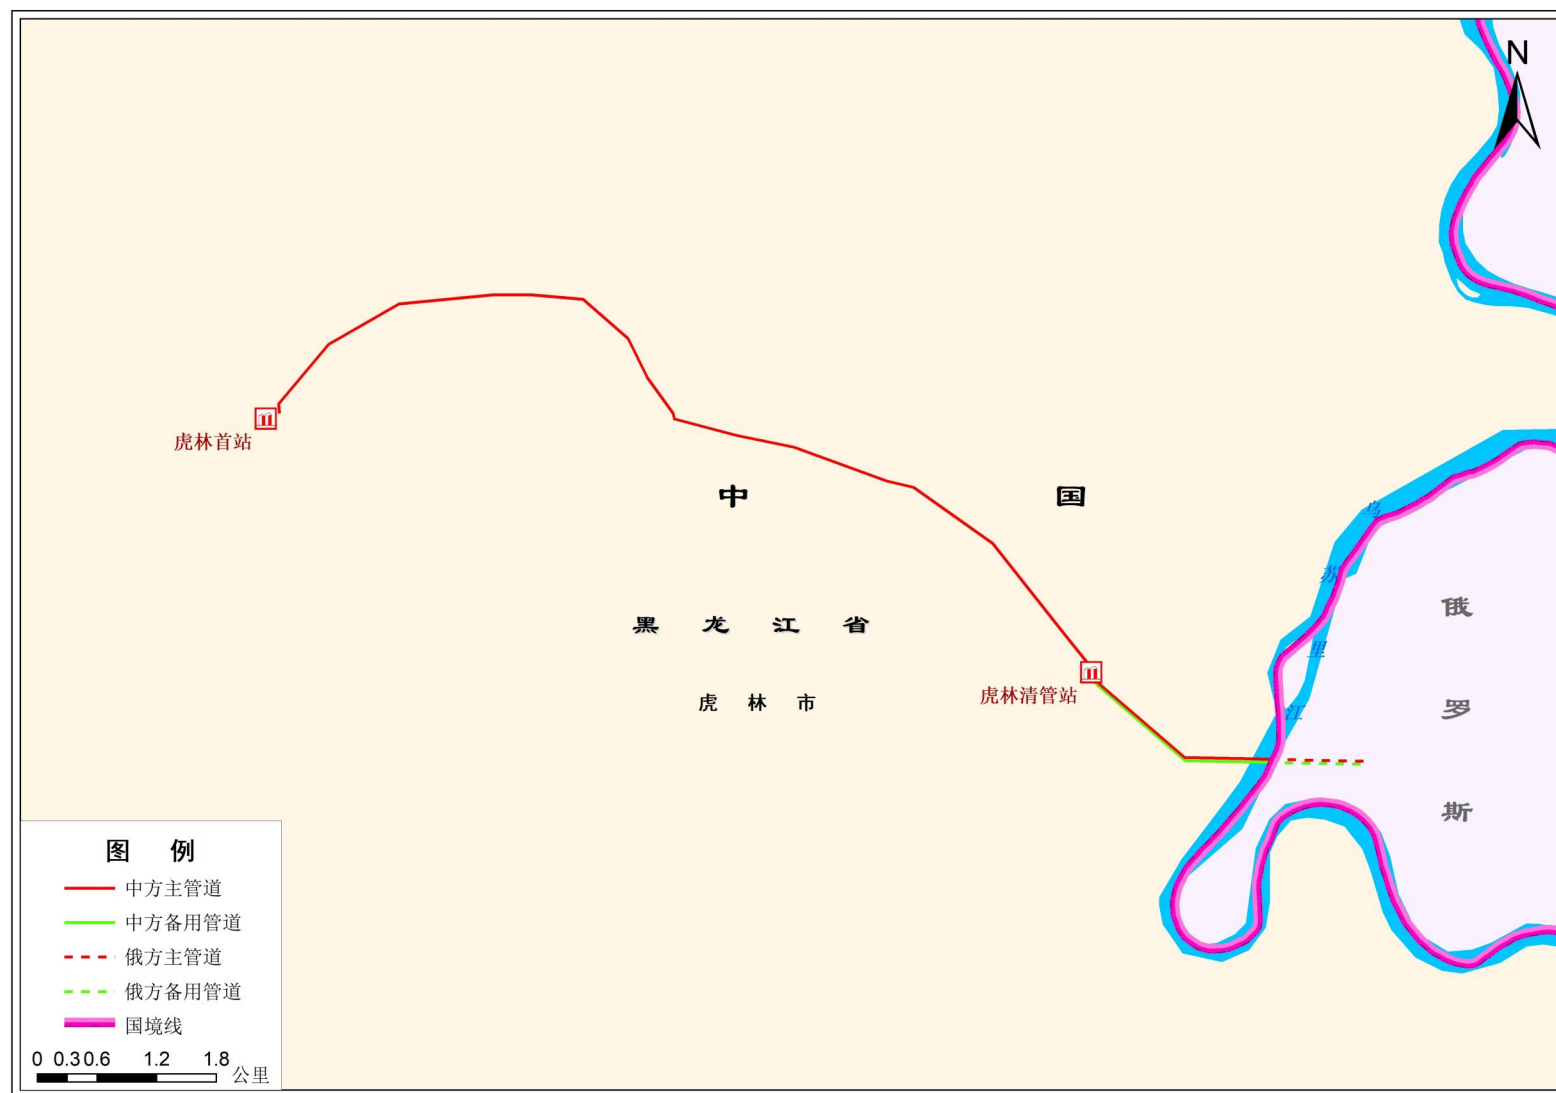 N
虎林首站
中国
乌苏里江
俄罗斯
黑龙江省
虎林市
虎林清管站
图例
中方主管道
中方备用管道
俄方主管道
俄方备用管道
国境线
0 0.3 0.6 1.2 1.8
公里